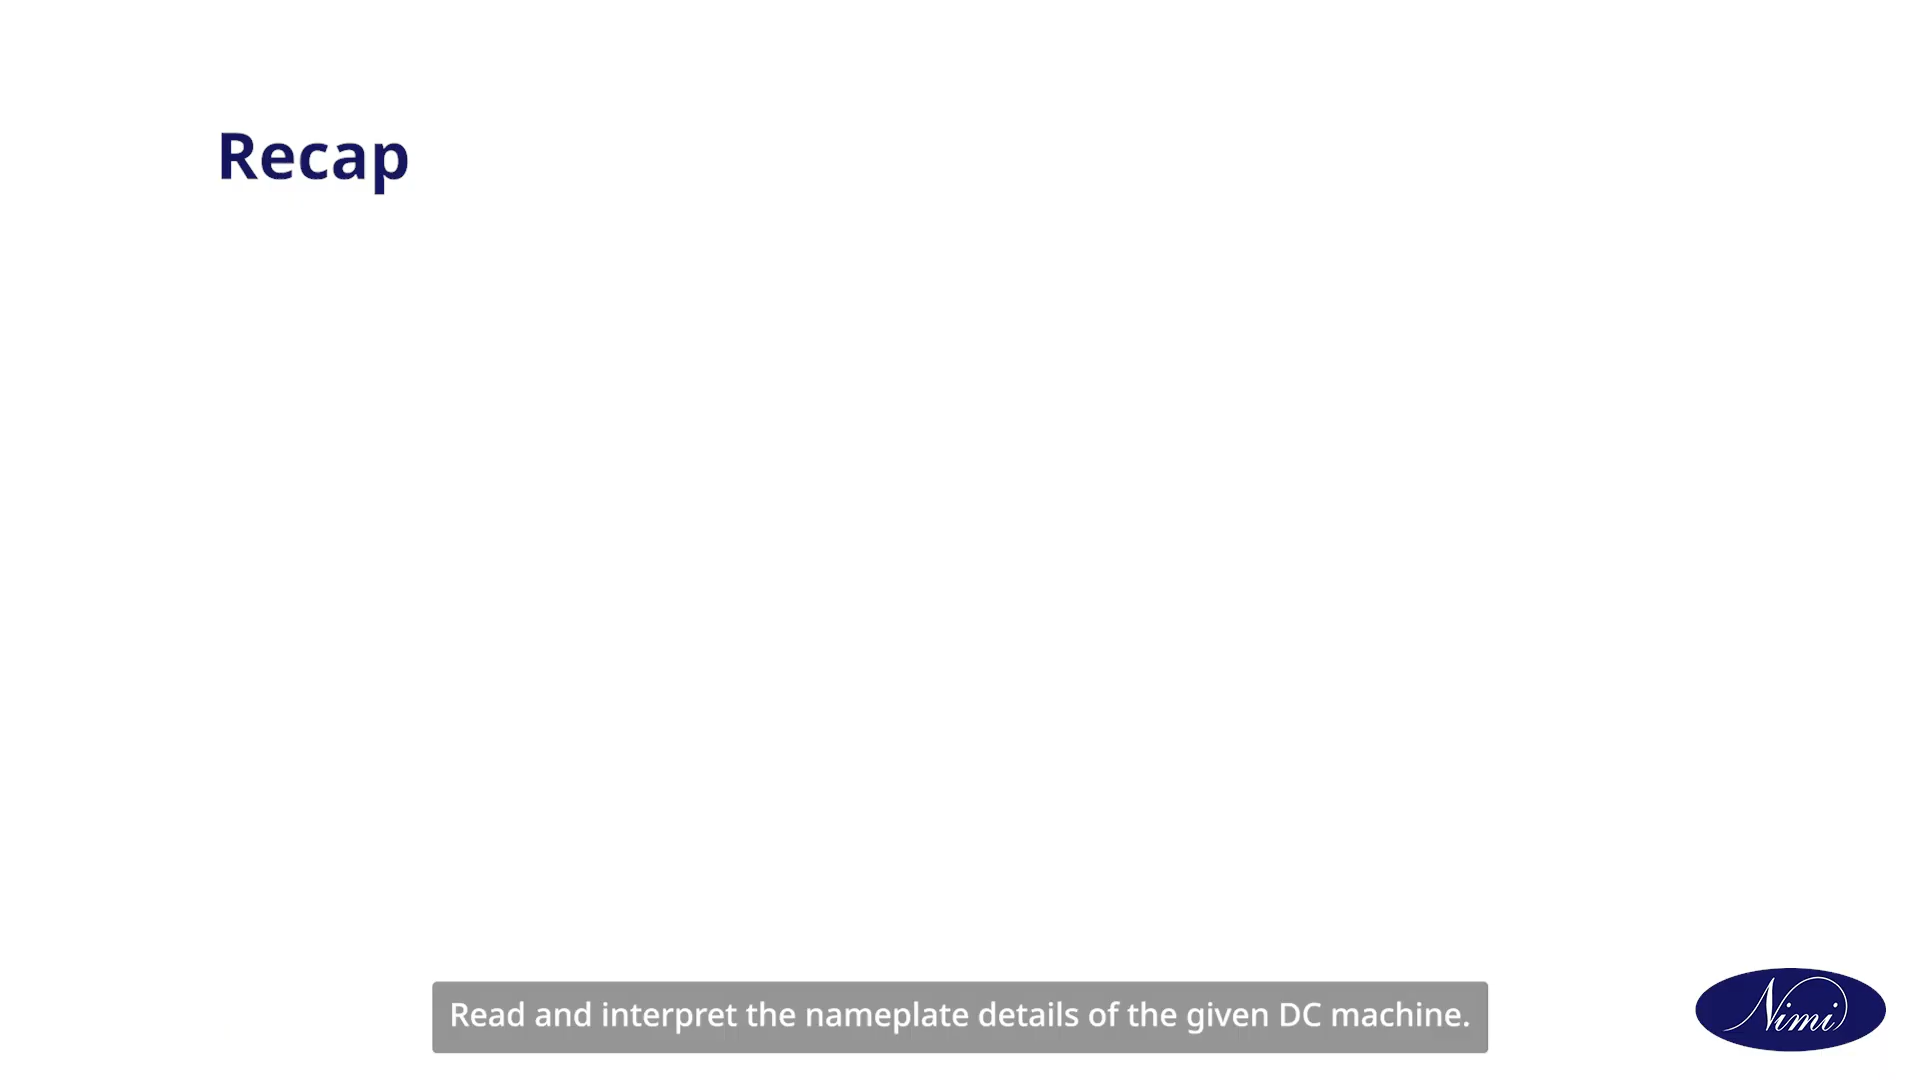 Recap
Read and interpret the nameplate details of the given DC machine.
Nimi